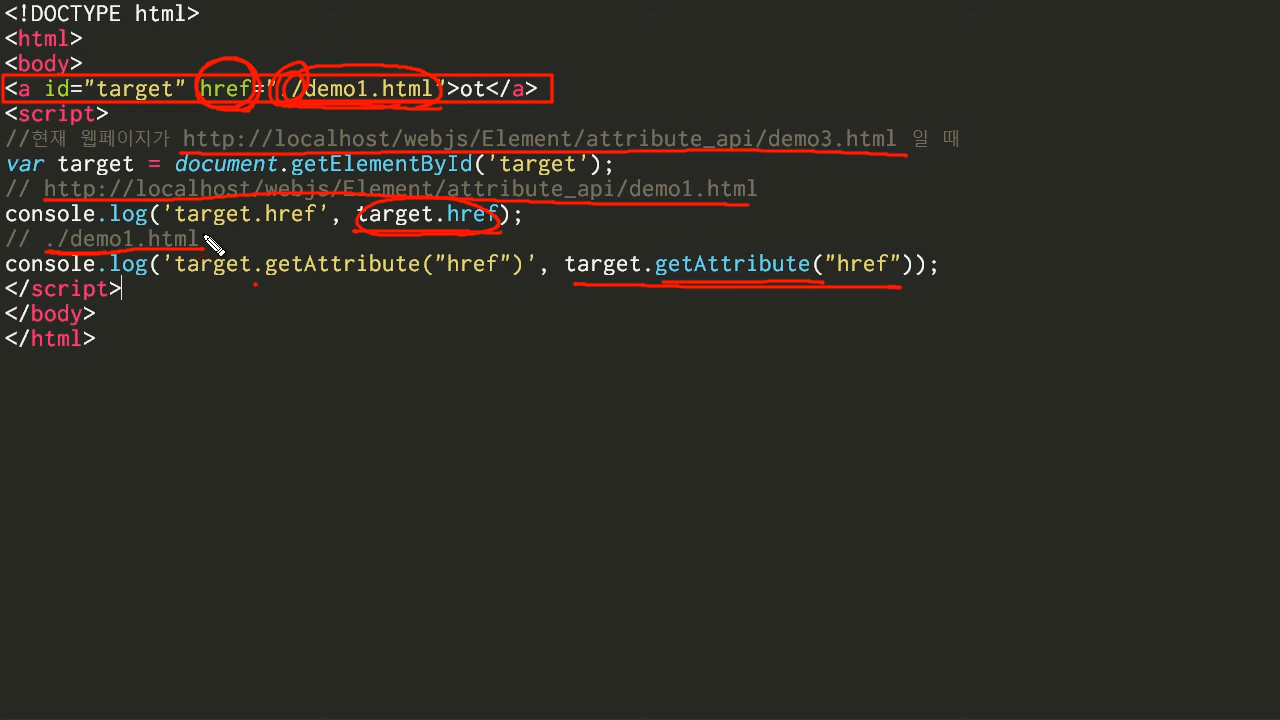 <!DOCTYPE html>
<html>
<body>
<a id="target" href="./demo1.html">ot</a>
<script>
//현재 웹페이지가 http://localhost/webjs/Element/attribute_api/demo3.html 일 때
var target = document.getElementById('target');
// http://localhost/webjs/Element/attribute_api/demo1.html
console.log('target.href', target.href);
// ./demo1.html
console.log('target.getAttribute("href")', target.getAttribute("href"));
</script>
</body>
</html>